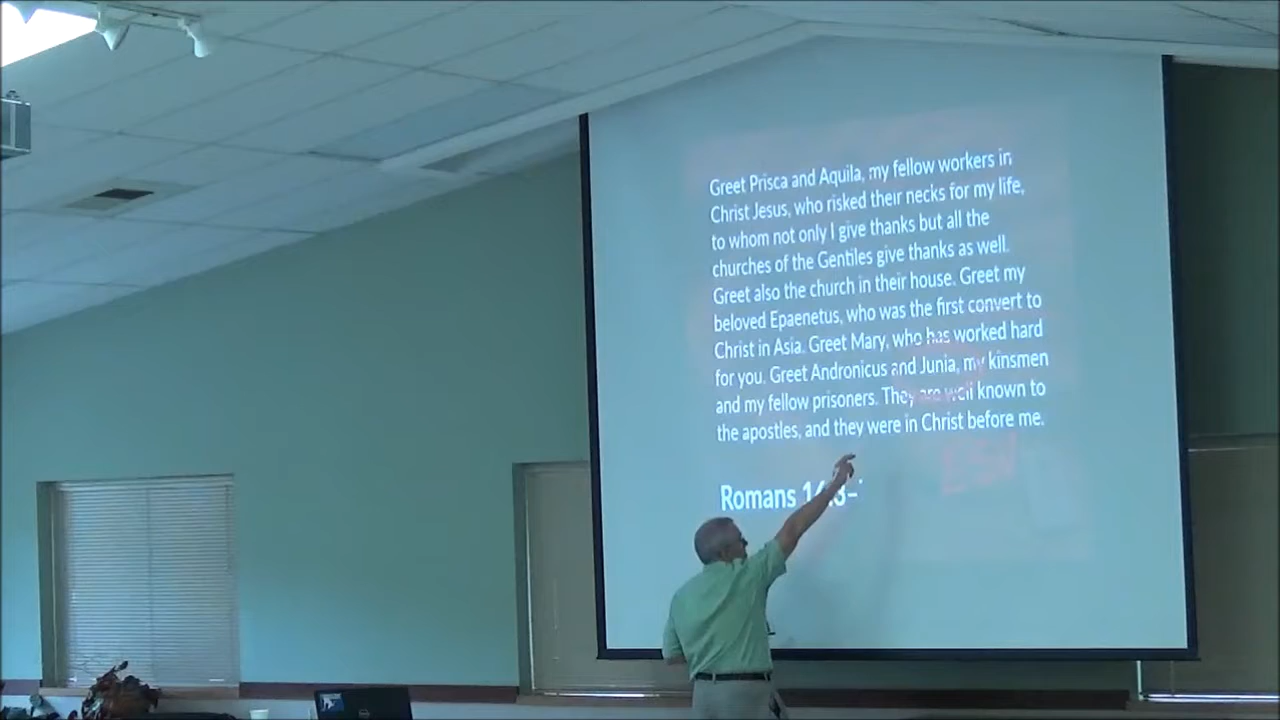 Greet Prisca and Aquila, my fellow workers in
Christ Jesus, who risked their necks for my life,
to whom not only I give thanks but all the
churches of the Gentiles give thanks as well.
Greet also the church in their house. Greet my
beloved Epaenetus, who was the first convert to
Christ in Asia. Greet Mary, who has worked hard
for you. Greet Andronicus and Junia, my kinsmen
and my fellow prisoners. They are well known to
the apostles, and they were in Christ before me.
Romans